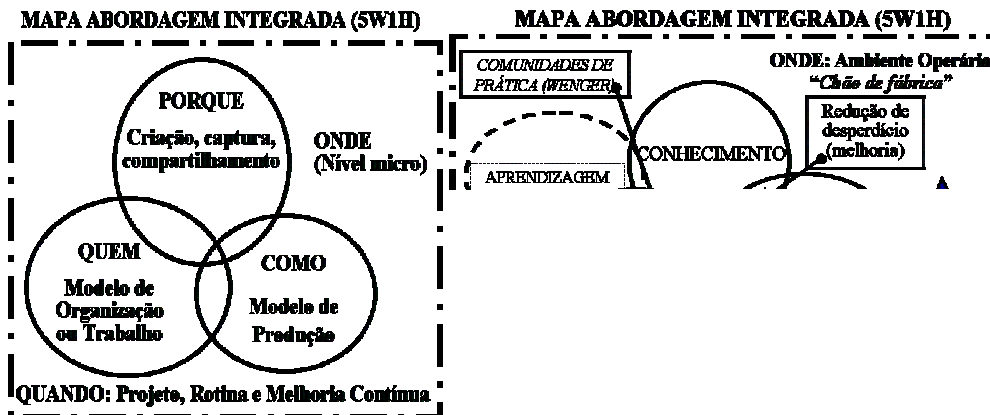 MAPA ABORDAGEM INTEGRADA (5W1H)
PORQUE
Criação, captura,
compartilhamento
ONDE
(Nível micro)
QUEM
Modelo de
Organização
ou Trabalho
COMO
Modelo de
Produção
QUANDO: Projeto, Rotina e Melhoria Contínua
MAPA ABORDAGEM INTEGRADA (5W1H)
COMUNIDADES DE
PRÁTICA (WENGER)
ONDE: Ambiente Operário
“Chão de fábrica”
Redução de
desperdício
(melhoria)
CONHECIMENTO
APRENDIZAGEM